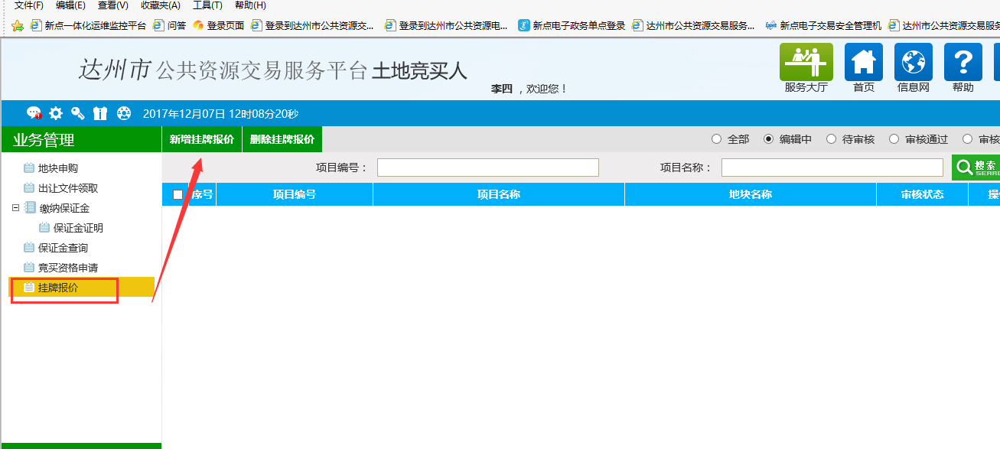 文件(F) 编辑(E) 查看(V) 收藏夹(A) 工具(T) 帮助(H)
新点一体化运维监控平台 问答 登录页面 登录到达州市公共资源交... 登录到达州市公共资源电... 新点电子政务单点登录 达州市公共资源交易服务... 新点电子交易安全管理机 达州市公共资源交易服务
达州市公共资源交易服务平台 土地竞买人
李四 ，欢迎您！
服务大厅 首页 信息网 帮助
2017年12月07日 12时08分20秒
业务管理 新增挂牌报价 删除挂牌报价 全部 编辑中 待审核 审核通过 审核
地块申购 项目编号： 项目名称： 搜索
出让文件领取 序号 项目编号 项目名称 地块名称 审核状态
缴纳保证金
保证金证明
保证金查询
竞买资格申请
挂牌报价